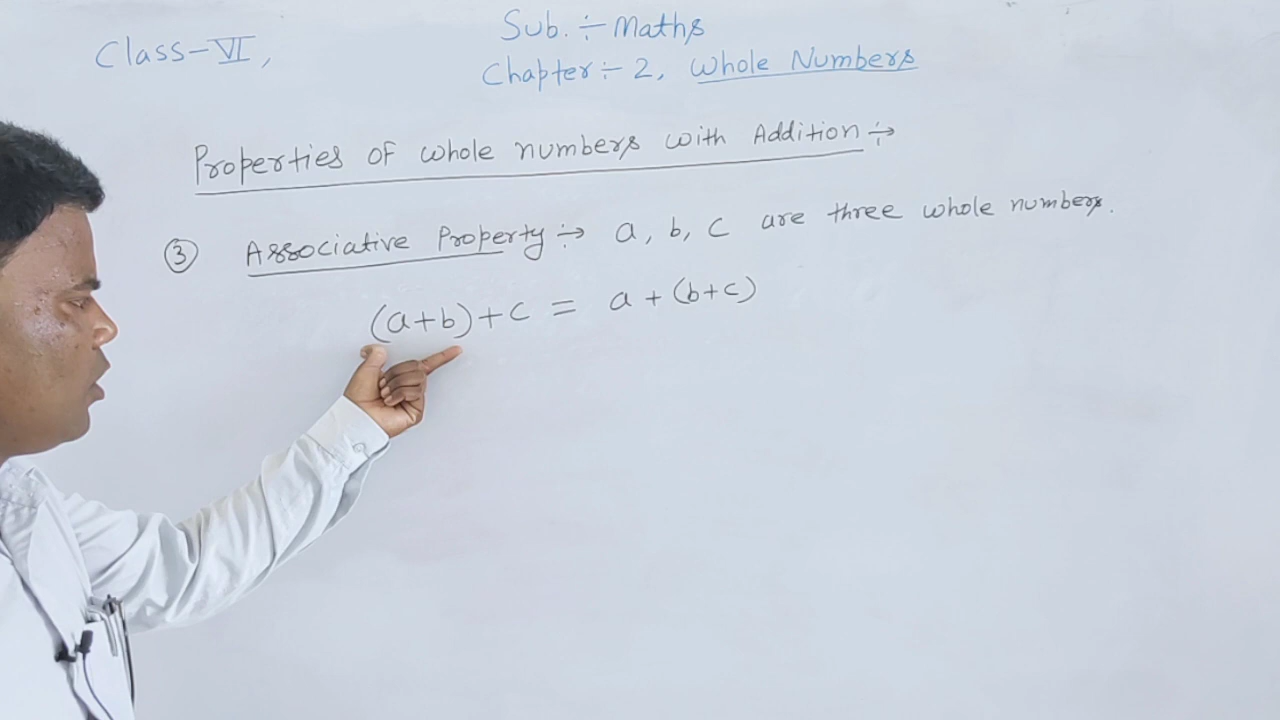 Class-VI,
Sub. :- Maths
Chapter :- 2, Whole Numbers
Properties of whole numbers with Addition :→
③ Associative Property :→ a, b, c are three whole numbers.
(a+b)+c = a+(b+c)